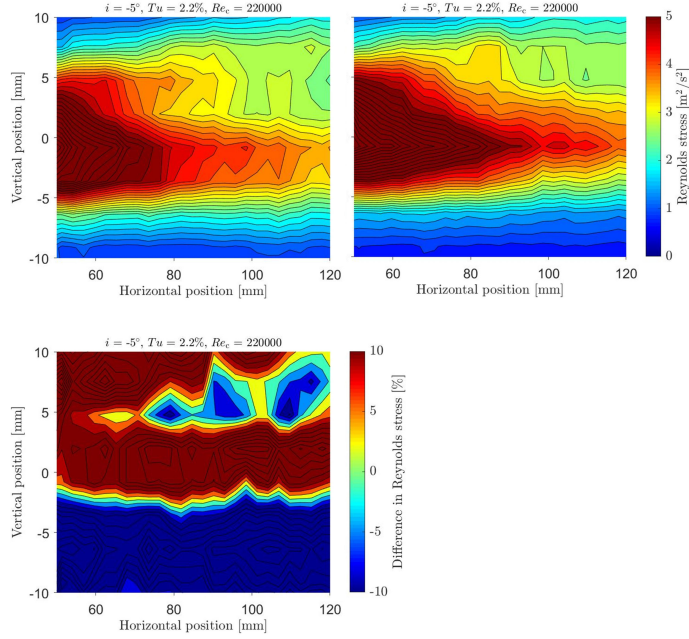 i = -5°, Tu = 2.2%, Re_c = 220000
10
5
0
-5
-10
Vertical position [mm]
60 80 100 120
Horizontal position [mm]
i = -5°, Tu = 2.2%, Re_c = 220000
60 80 100 120
Horizontal position [mm]
5
4
3
2
1
0
Reynolds stress [m²/s²]
i = -5°, Tu = 2.2%, Re_c = 220000
10
5
0
-5
-10
Vertical position [mm]
60 80 100 120
Horizontal position [mm]
10
5
0
-5
-10
Difference in Reynolds stress [%]